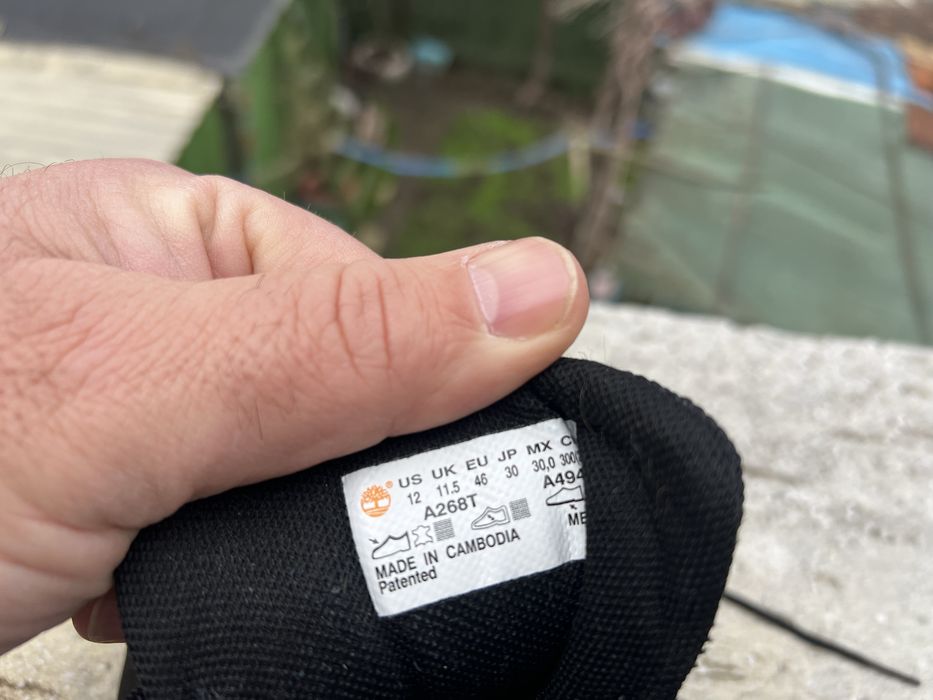 US UK EU JP MX
12 11.5 46 30 30,0
A268T
MADE IN CAMBODIA
Patented